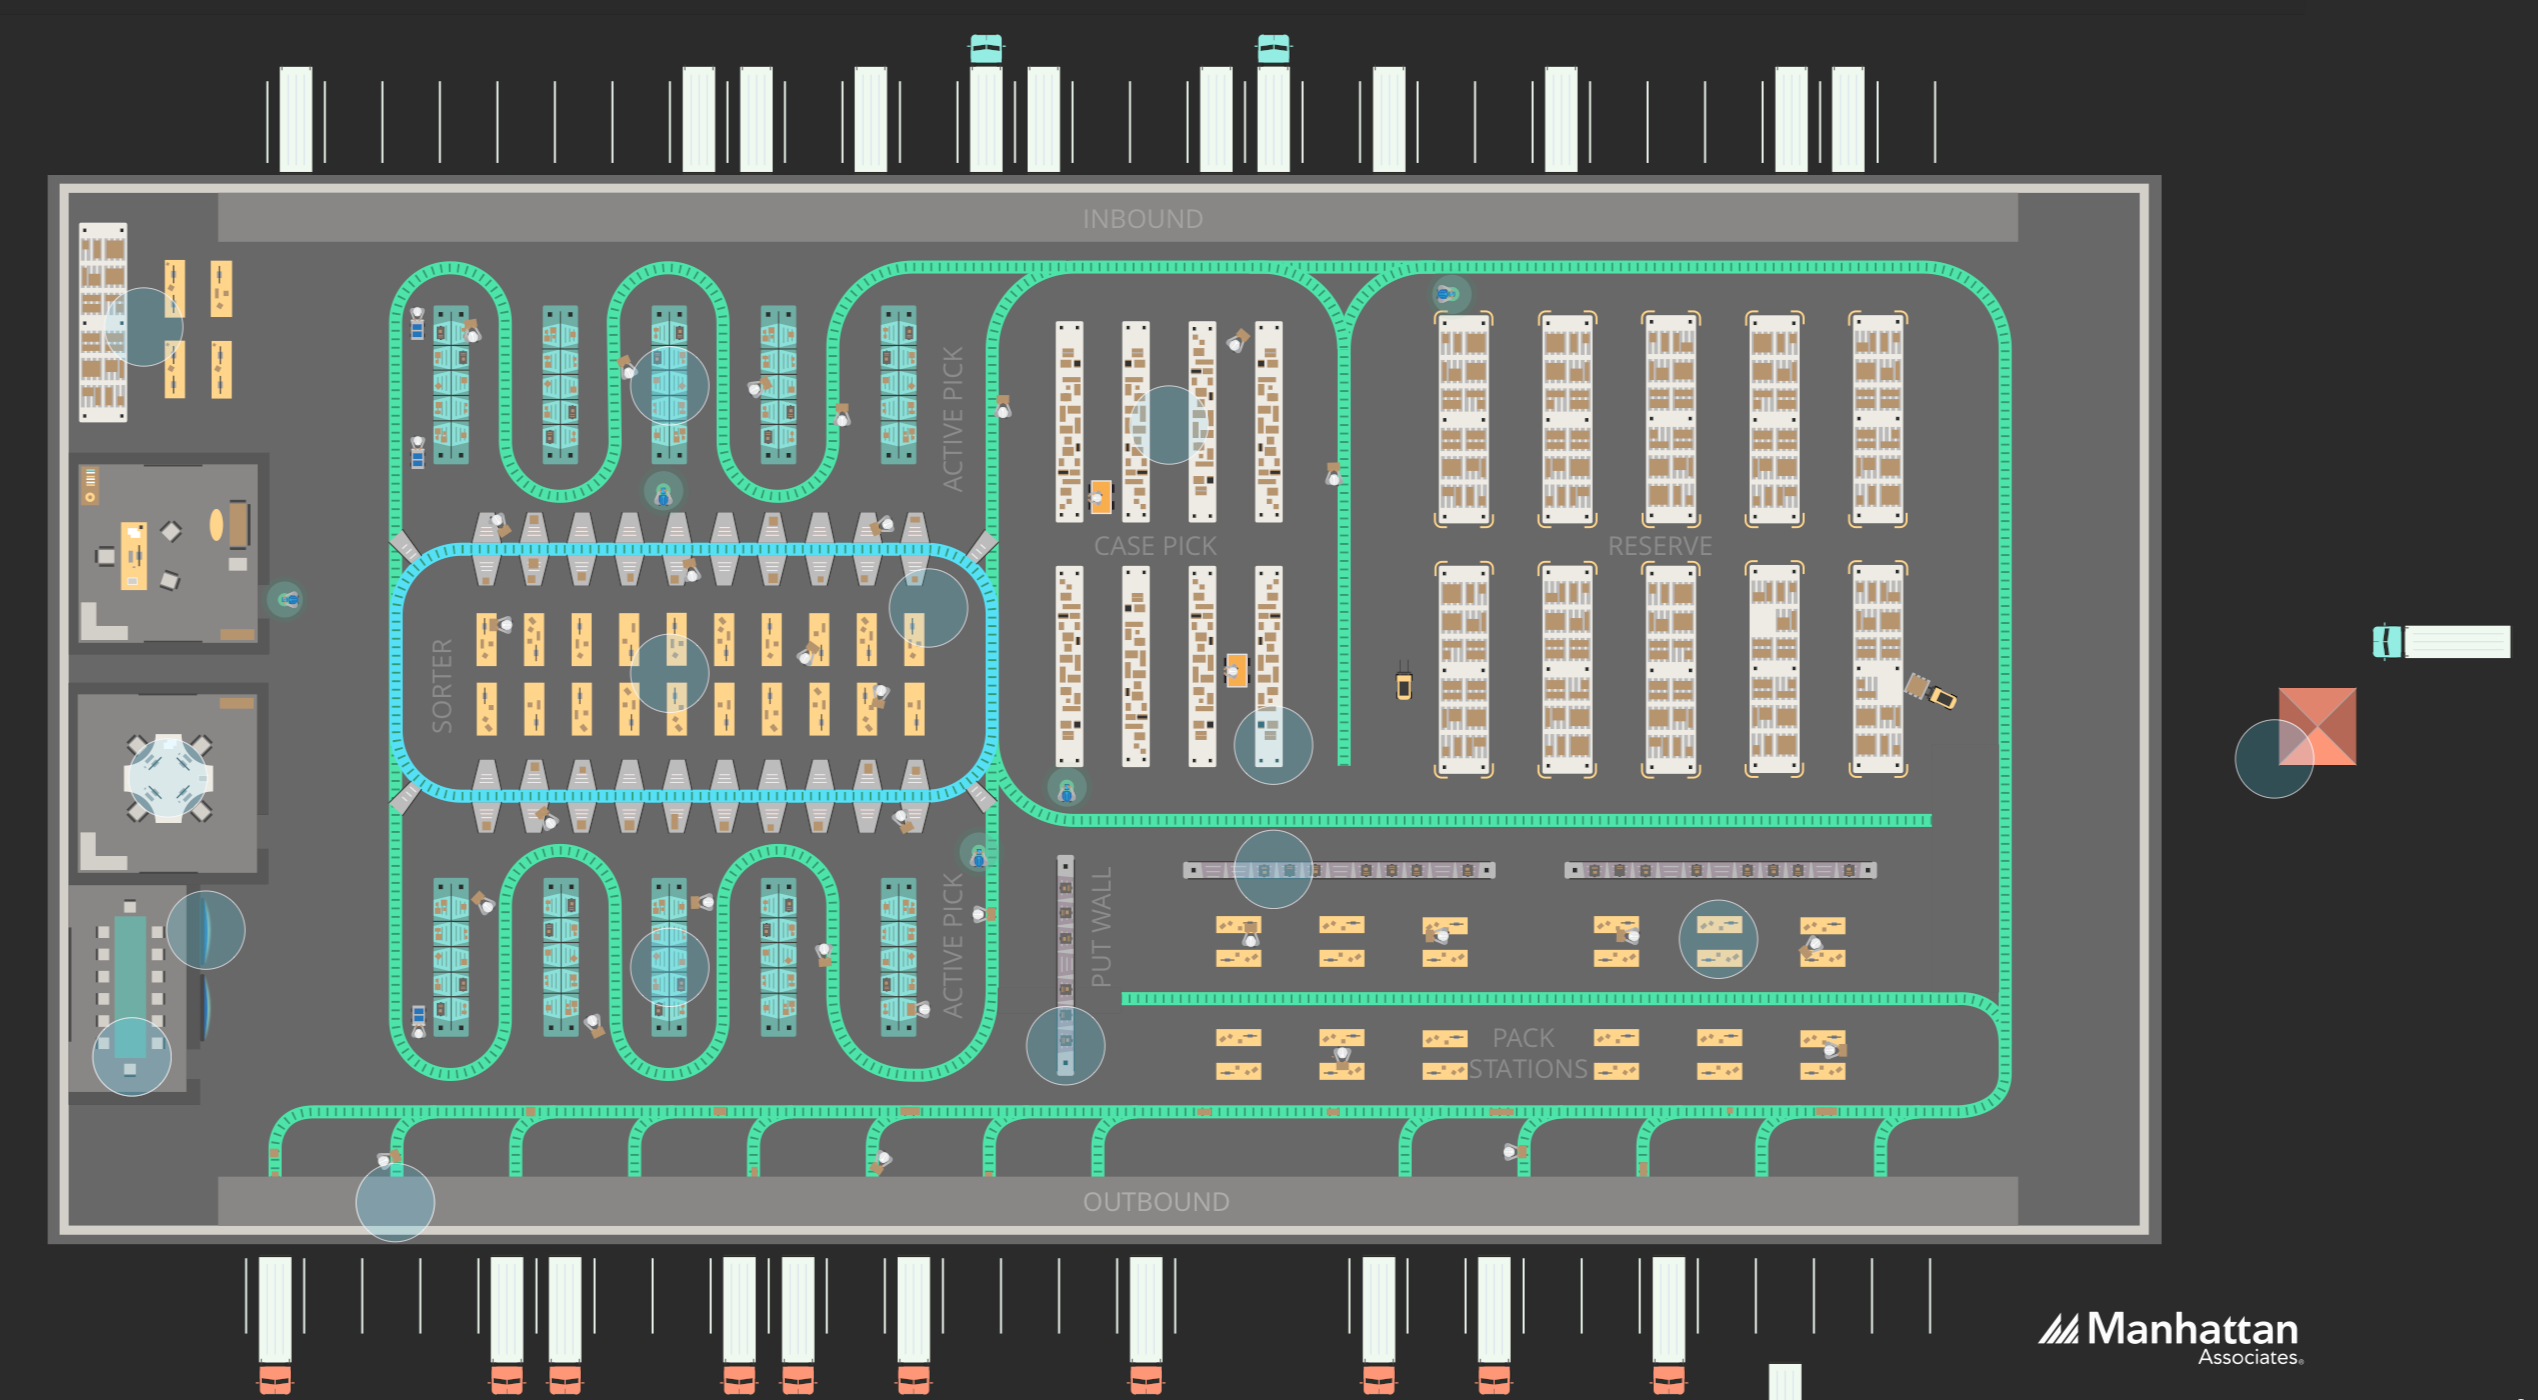 INBOUND
ACTIVE PICK
CASE PICK
RESERVE
SORTER
ACTIVE PICK
PUT WALL
PACK
STATIONS
OUTBOUND
Manhattan
Associates®